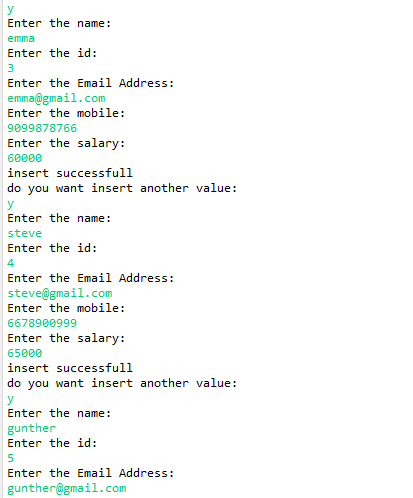 y
Enter the name:
emma
Enter the id:
3
Enter the Email Address:
emma@gmail.com
Enter the mobile:
9099878766
Enter the salary:
60000
insert successfull
do you want insert another value:
y
Enter the name:
steve
Enter the id:
4
Enter the Email Address:
steve@gmail.com
Enter the mobile:
6678900999
Enter the salary:
65000
insert successfull
do you want insert another value:
y
Enter the name:
gunther
Enter the id:
5
Enter the Email Address:
gunther@gmail.com